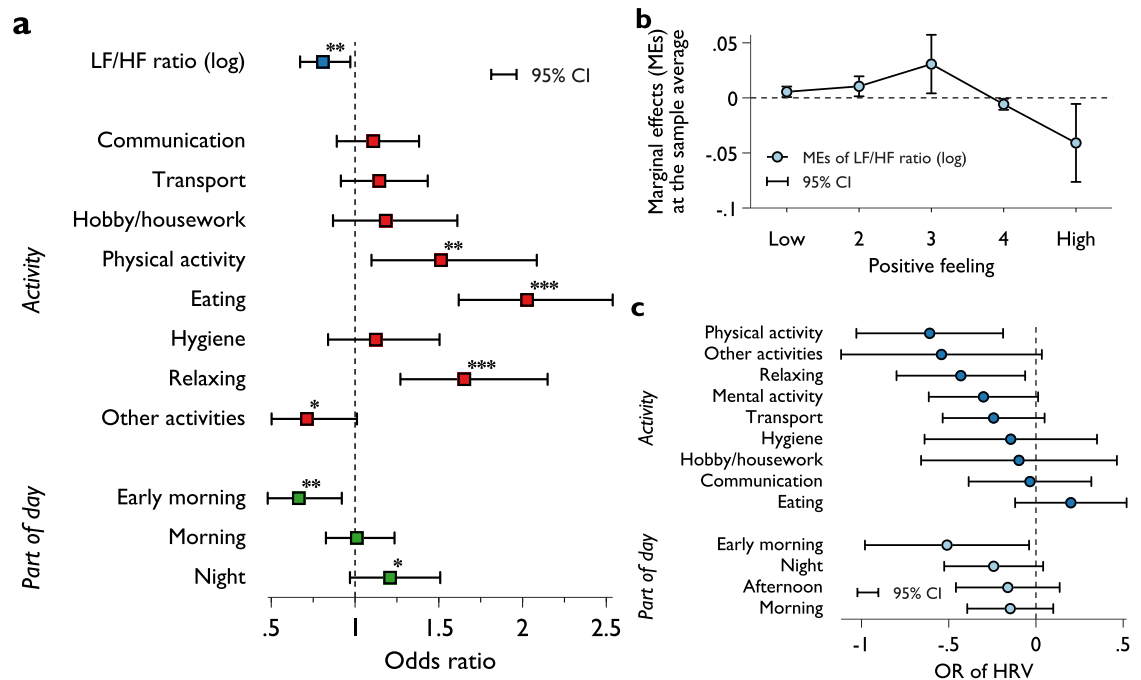 a
LF/HF ratio (log)
**
95% CI
Communication
Transport
Hobby/housework
Physical activity
**
Eating
***
Hygiene
Relaxing
***
Other activities
*
Early morning
**
Morning
Night
*
Activity
Part of day
.5 1 1.5 2 2.5
Odds ratio
b
Marginal effects (MEs)
at the sample average
.05
0
-.05
-.1
MEs of LF/HF ratio (log)
95% CI
Low 2 3 4 High
Positive feeling
c
Physical activity
Other activities
Relaxing
Mental activity
Transport
Hygiene
Hobby/housework
Communication
Eating
Early morning
Night
Afternoon
Morning
Activity
Part of day
95% CI
-1 -.5 0 .5
OR of HRV